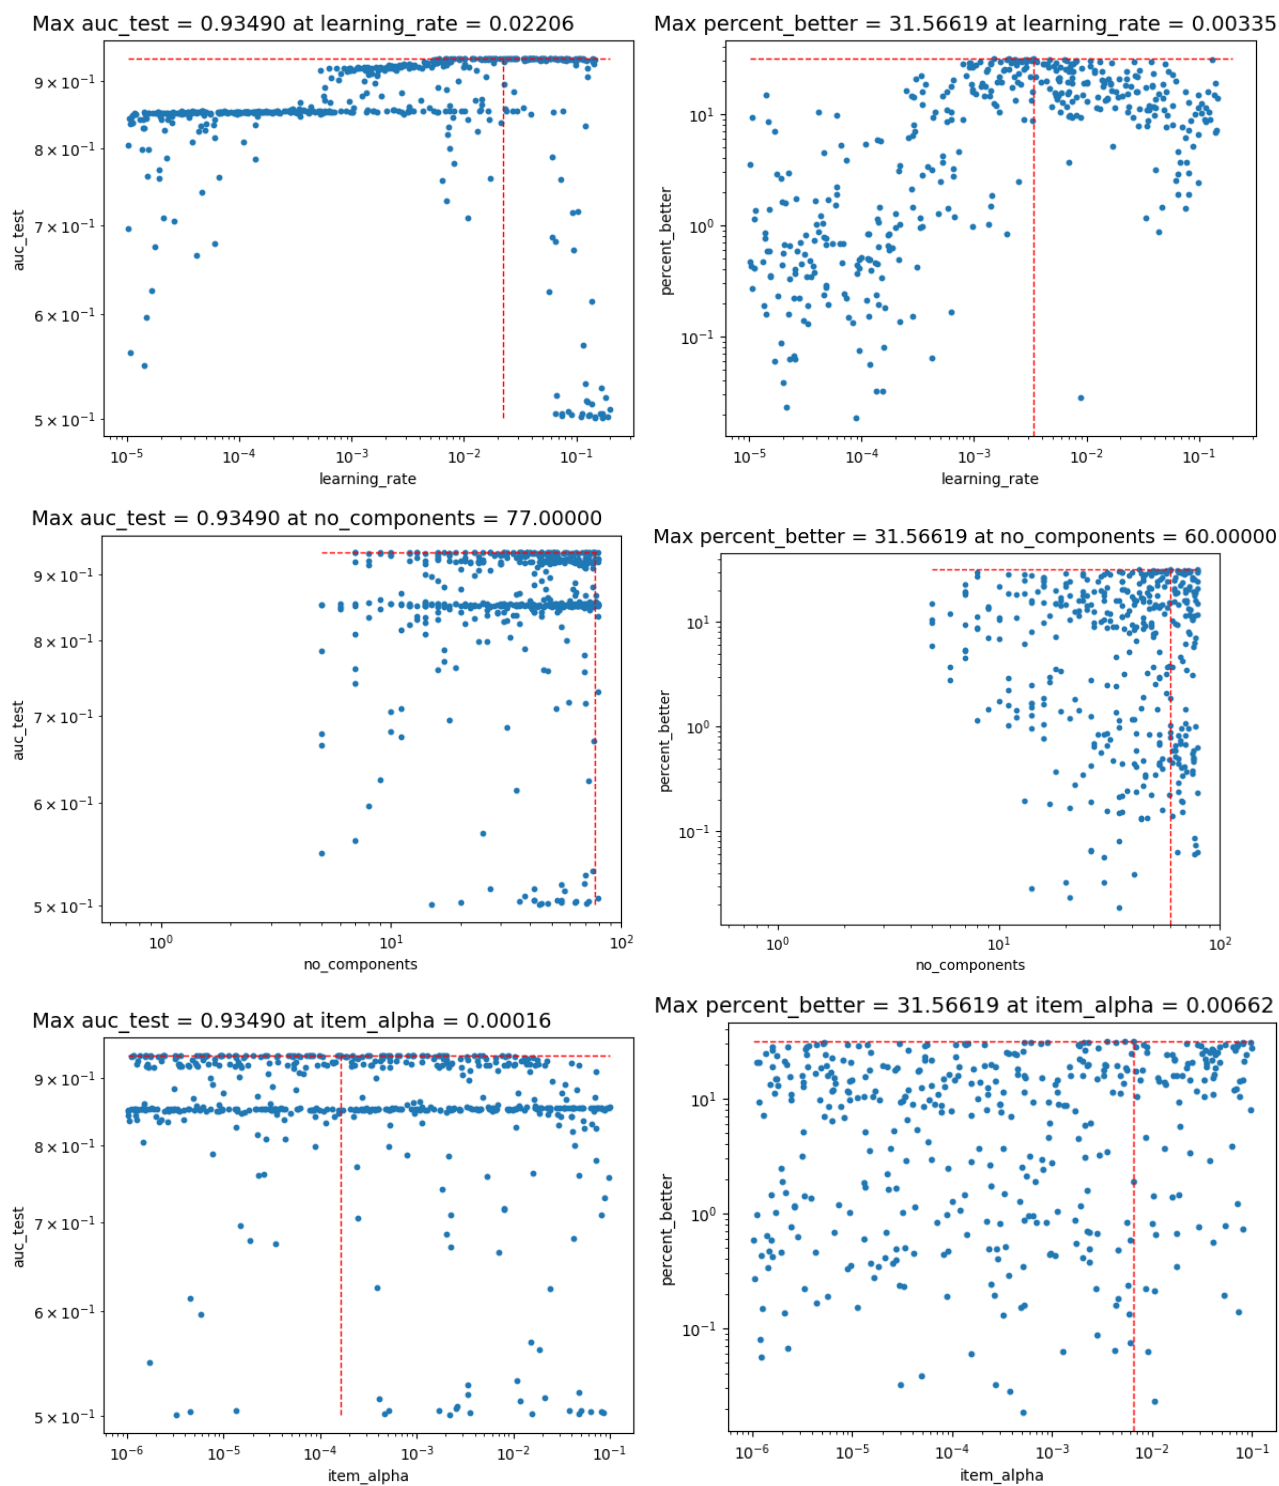 Max auc_test = 0.93490 at learning_rate = 0.02206
Max percent_better = 31.56619 at learning_rate = 0.00335
auc_test
9 × 10⁻¹
8 × 10⁻¹
7 × 10⁻¹
6 × 10⁻¹
5 × 10⁻¹
10⁻⁵ 10⁻⁴ 10⁻³ 10⁻² 10⁻¹
learning_rate
percent_better
10¹
10⁰
10⁻¹
10⁻⁵ 10⁻⁴ 10⁻³ 10⁻² 10⁻¹
learning_rate
Max auc_test = 0.93490 at no_components = 77.00000
Max percent_better = 31.56619 at no_components = 60.00000
auc_test
9 × 10⁻¹
8 × 10⁻¹
7 × 10⁻¹
6 × 10⁻¹
5 × 10⁻¹
10⁰ 10¹ 10²
no_components
percent_better
10¹
10⁰
10⁻¹
10⁰ 10¹ 10²
no_components
Max auc_test = 0.93490 at item_alpha = 0.00016
Max percent_better = 31.56619 at item_alpha = 0.00662
auc_test
9 × 10⁻¹
8 × 10⁻¹
7 × 10⁻¹
6 × 10⁻¹
5 × 10⁻¹
10⁻⁶ 10⁻⁵ 10⁻⁴ 10⁻³ 10⁻² 10⁻¹
item_alpha
percent_better
10¹
10⁰
10⁻¹
10⁻⁶ 10⁻⁵ 10⁻⁴ 10⁻³ 10⁻² 10⁻¹
item_alpha